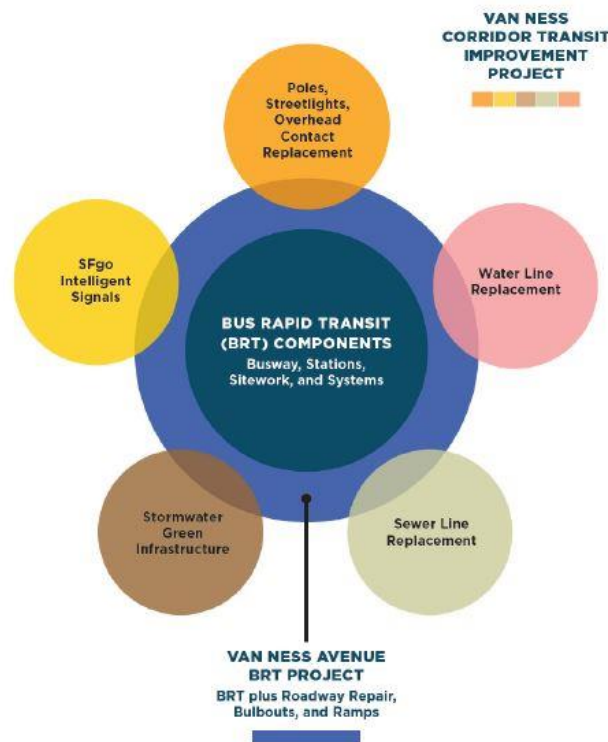 VAN NESS
CORRIDOR TRANSIT
IMPROVEMENT
PROJECT
Poles,
Streetlights,
Overhead
Contact
Replacement
SFgo
Intelligent
Signals
Water Line
Replacement
BUS RAPID TRANSIT
(BRT) COMPONENTS
Busway, Stations,
Sitework, and Systems
Stormwater
Green
Infrastructure
Sewer Line
Replacement
VAN NESS AVENUE
BRT PROJECT
BRT plus Roadway Repair,
Bulbouts, and Ramps